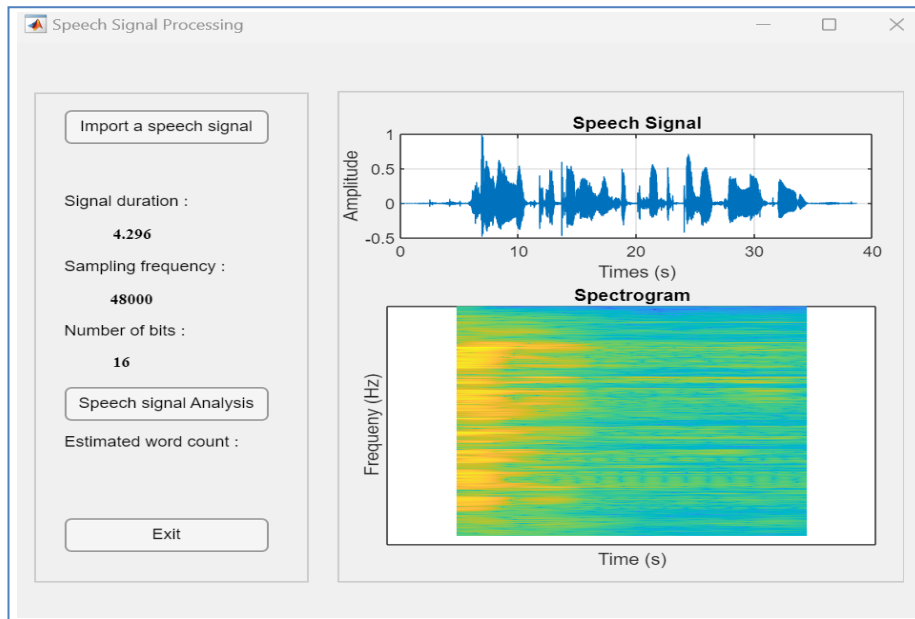 Speech Signal Processing
Import a speech signal
Signal duration :
4.296
Sampling frequency :
48000
Number of bits :
16
Speech signal Analysis
Estimated word count :
Exit
Speech Signal
Amplitude
1
0.5
0
-0.5
0 10 20 30 40
Times (s)
Spectrogram
Frequeny (Hz)
Time (s)